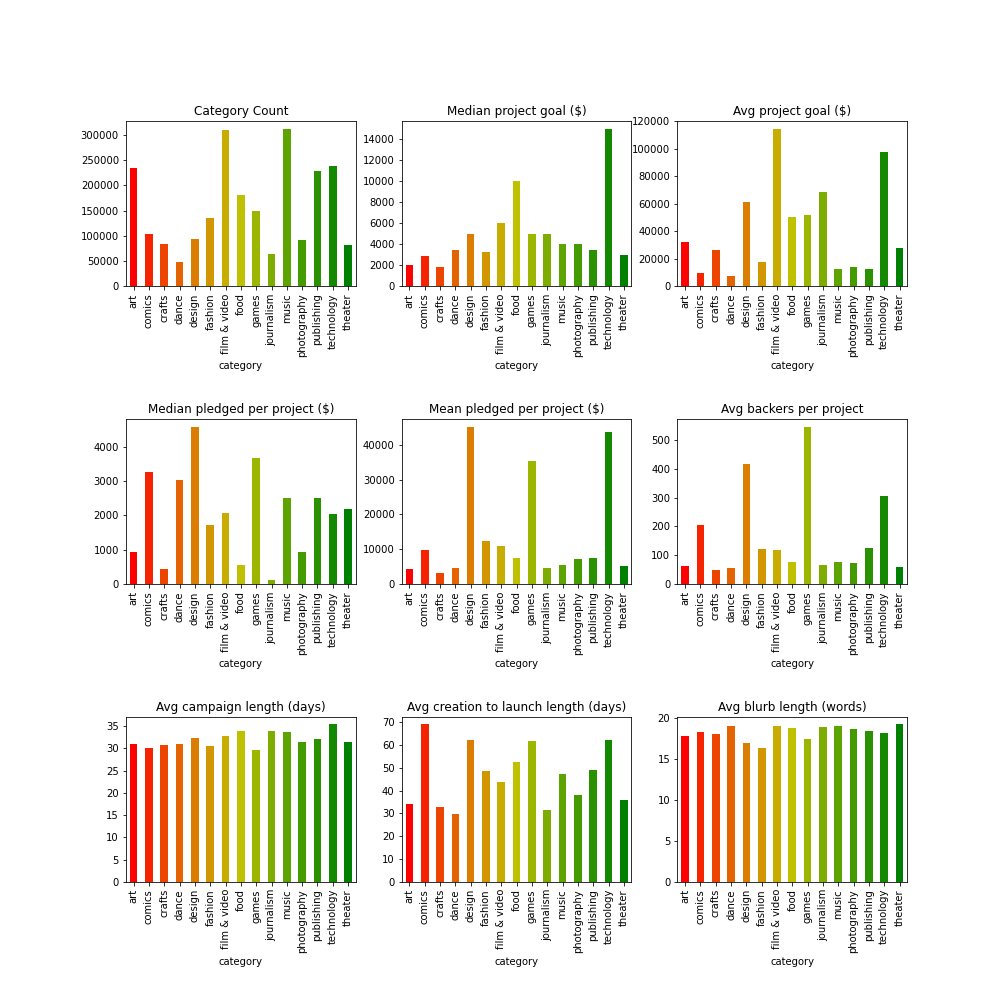 Category Count
300000
250000
200000
150000
100000
50000
0
art
comics
crafts
dance
design
fashion
film & video
food
games
journalism
music
photography
publishing
technology
theater
category
Median project goal ($)
14000
12000
10000
8000
6000
4000
2000
0
art
comics
crafts
dance
design
fashion
film & video
food
games
journalism
music
photography
publishing
technology
theater
category
Avg project goal ($)
120000
100000
80000
60000
40000
20000
0
art
comics
crafts
dance
design
fashion
film & video
food
games
journalism
music
photography
publishing
technology
theater
category
Median pledged per project ($)
4000
3000
2000
1000
0
art
comics
crafts
dance
design
fashion
film & video
food
games
journalism
music
photography
publishing
technology
theater
category
Mean pledged per project ($)
40000
30000
20000
10000
0
art
comics
crafts
dance
design
fashion
film & video
food
games
journalism
music
photography
publishing
technology
theater
category
Avg backers per project
500
400
300
200
100
0
art
comics
crafts
dance
design
fashion
film & video
food
games
journalism
music
photography
publishing
technology
theater
category
Avg campaign length (days)
35
30
25
20
15
10
5
0
art
comics
crafts
dance
design
fashion
film & video
food
games
journalism
music
photography
publishing
technology
theater
category
Avg creation to launch length (days)
70
60
50
40
30
20
10
0
art
comics
crafts
dance
design
fashion
film & video
food
games
journalism
music
photography
publishing
technology
theater
category
Avg blurb length (words)
20
15
10
5
0
art
comics
crafts
dance
design
fashion
film & video
food
games
journalism
music
photography
publishing
technology
theater
category